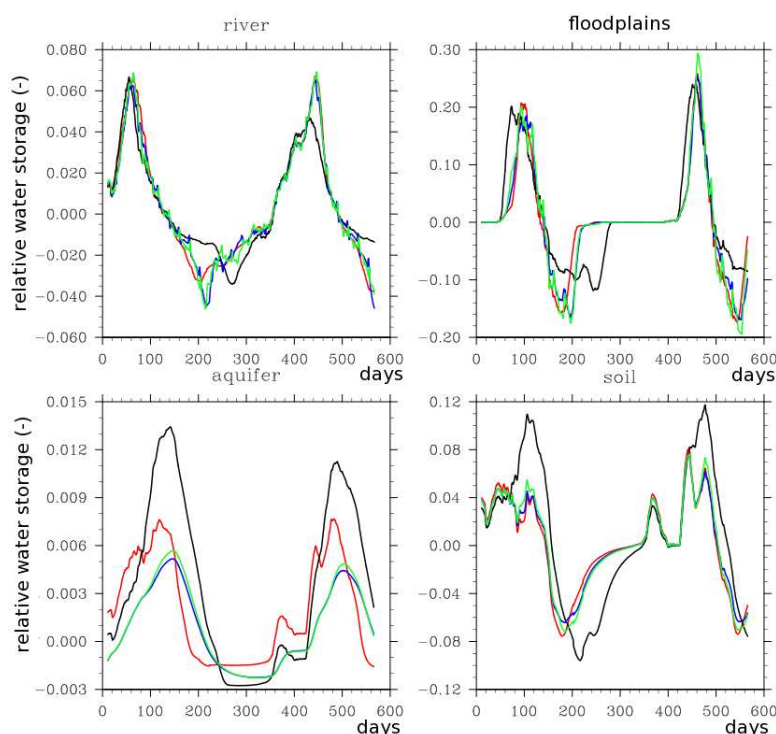 river
floodplains
relative water storage (-)
0.080
0.060
0.040
0.020
0.000
−0.020
−0.040
−0.060
0 100 200 300 400 500 600
days
0.30
0.20
0.10
0.00
−0.10
−0.20
0 100 200 300 400 500 600
days
aquifer
soil
relative water storage (-)
0.015
0.012
0.009
0.006
0.003
0.000
−0.003
0 100 200 300 400 500 600
days
0.12
0.08
0.04
0.00
−0.04
−0.08
−0.12
0 100 200 300 400 500 600
days